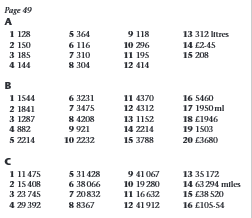 Page 49
A
1 128 5 364 9 118 13 312 litres
2 150 6 116 10 296 14 £2·45
3 185 7 310 11 195 15 208
4 144 8 304 12 414
B
1 1544 6 3231 11 4370 16 5460
2 1841 7 3475 12 4312 17 1950 ml
3 1287 8 4208 13 1152 18 £1946
4 882 9 921 14 2214 19 1503
5 2214 10 2232 15 3788 20 £3680
C
1 11 475 5 31 428 9 41 067 13 35 172
2 15 408 6 38 066 10 19 280 14 63 294 miles
3 23 745 7 20 832 11 16 632 15 £38 520
4 29 392 8 8367 12 41 912 16 £105·54